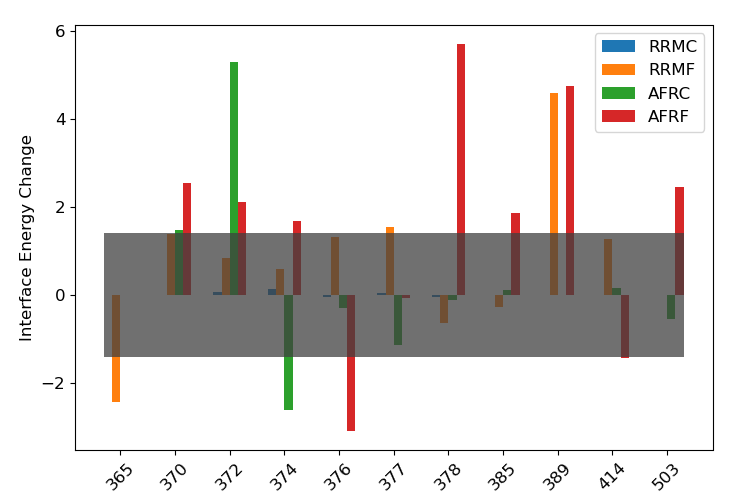 RRMC
RRMF
AFRC
AFRF
Interface Energy Change
6
4
2
0
−2
365 370 372 374 376 377 378 385 389 414 503